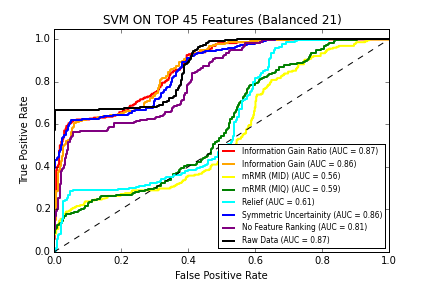 SVM ON TOP 45 Features (Balanced 21)
True Positive Rate
1.0
0.8
0.6
0.4
0.2
0.0
Information Gain Ratio (AUC = 0.87)
Information Gain (AUC = 0.86)
mRMR (MID) (AUC = 0.56)
mRMR (MIQ) (AUC = 0.59)
Relief (AUC = 0.61)
Symmetric Uncertainity (AUC = 0.86)
No Feature Ranking (AUC = 0.81)
Raw Data (AUC = 0.87)
0.0 0.2 0.4 0.6 0.8 1.0
False Positive Rate